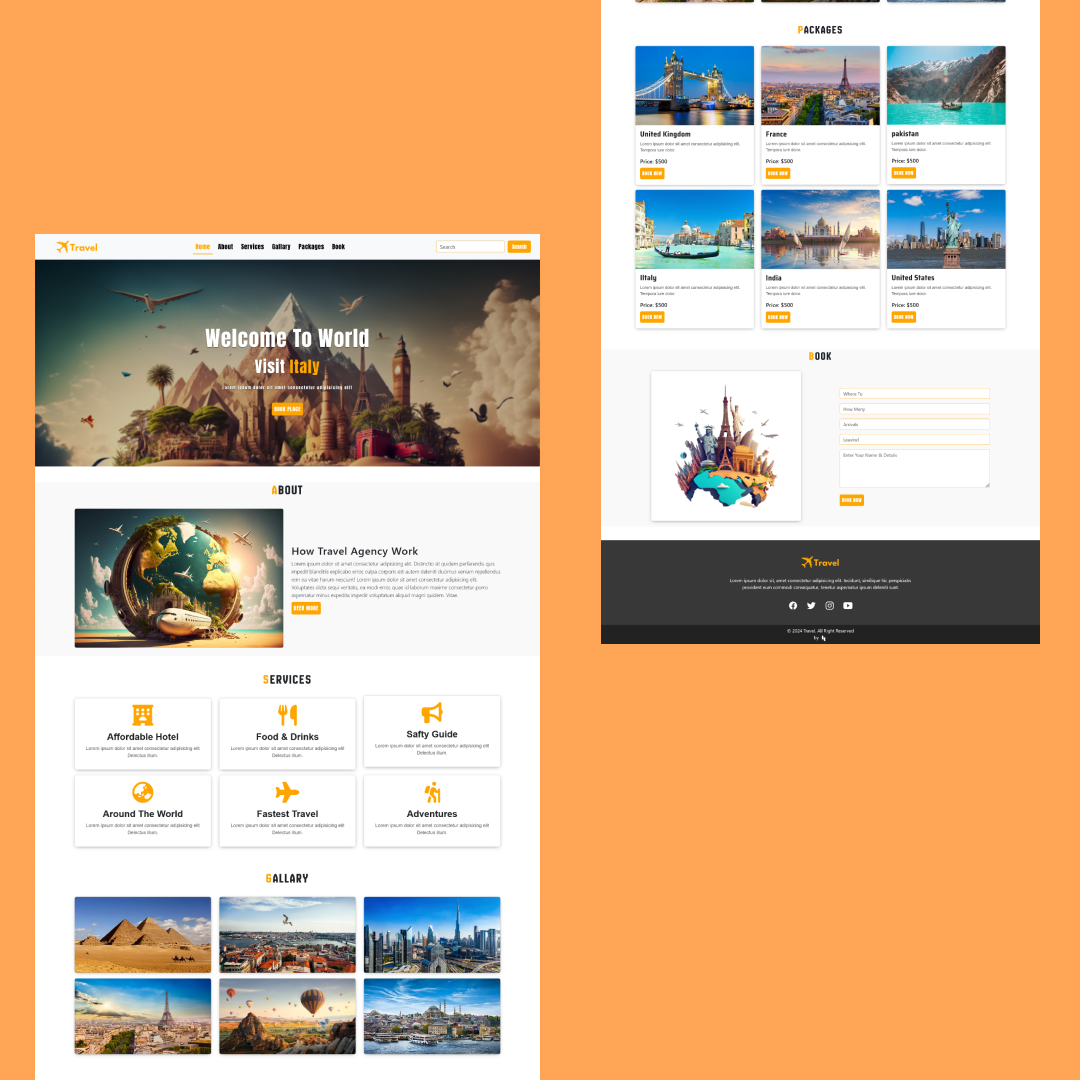 Travel
Home About Services Gallary Packages Book
Search
Search
Welcome To World
Visit Italy
Lorem ipsum dolor sit amet consectetur adipisicing elit
BOOK PLACE
ABOUT
How Travel Agency Work
Lorem ipsum dolor sit amet consectetur adipisicing elit. Distinctio sit quidem perferendis quis
impedit blanditiis explicabo error, culpa corporis odit est autem deleniti ducimus veniam repellendus
rem ea vitae harum nesciunt! Lorem ipsum dolor sit amet consectetur adipisicing elit.
Voluptates dicta sequi veritatis, ea modi eros quae id laborum maiores consectetur porro
aspernatur minus expedita impedit voluptatum aliquid magni quidem. Vitae.
SERVICES
Affordable Hotel
Lorem ipsum dolor sit amet consectetur adipisicing elit
Delectus illum.
Food & Drinks
Lorem ipsum dolor sit amet consectetur adipisicing elit
Delectus illum.
Safty Guide
Lorem ipsum dolor sit amet consectetur adipisicing elit
Delectus illum
Around The World
Lorem ipsum dolor sit amet consectetur adipisicing elit
Delectus illum.
Fastest Travel
Lorem ipsum dolor sit amet consectetur adipisicing elit
Delectus illum.
Adventures
Lorem ipsum dolor sit amet consectetur adipisicing elit
Delectus illum.
GALLARY
PACKAGES
United Kingdom
Lorem ipsum dolor sit amet consectetur adipisicing elit.
Tempora iure dolor.
Price: $500
BOOK NOW
France
Lorem ipsum dolor sit amet consectetur adipisicing elit.
Tempora iure dolor.
Price: $500
BOOK NOW
pakistan
Lorem ipsum dolor sit amet consectetur adipisicing elit.
Tempora iure dolor.
Price: $500
BOOK NOW
Iltaly
Lorem ipsum dolor sit amet consectetur adipisicing elit.
Tempora iure dolor.
Price: $500
BOOK NOW
India
Lorem ipsum dolor sit amet consectetur adipisicing elit.
Tempora iure dolor.
Price: $500
BOOK NOW
United States
Lorem ipsum dolor sit amet consectetur adipisicing elit.
Tempora iure dolor.
Price: $500
BOOK NOW
BOOK
Where To
How Many
Arrivals
Leaving!
Enter Your Name & Details
BOOK NOW
Travel
Lorem ipsum dolor sit, amet consectetur adipisicing elit. Incidunt, similique hic perspiciatis
provident eum commodi consequatur, tenetur aspernatur ipsum deleniti sunt
© 2024 Travel. All Right Reserved
by